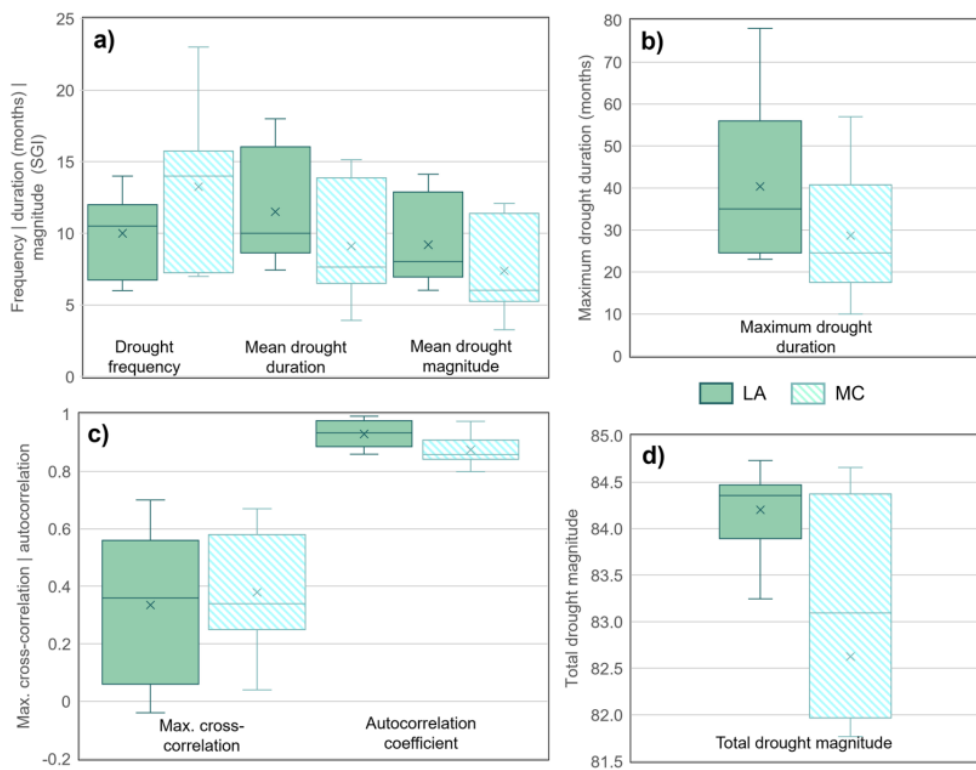 a)
Frequency | duration (months) |
magnitude (SGI)
25
20
15
10
5
0
Drought
frequency
Mean drought
duration
Mean drought
magnitude
b)
Maximum drought duration (months)
80
70
60
50
40
30
20
10
0
Maximum drought
duration
LA
MC
c)
Max. cross-correlation | autocorrelation
1
0.8
0.6
0.4
0.2
0
-0.2
Max. cross-
correlation
Autocorrelation
coefficient
d)
Total drought magnitude
85.0
84.5
84.0
83.5
83.0
82.5
82.0
81.5
Total drought magnitude